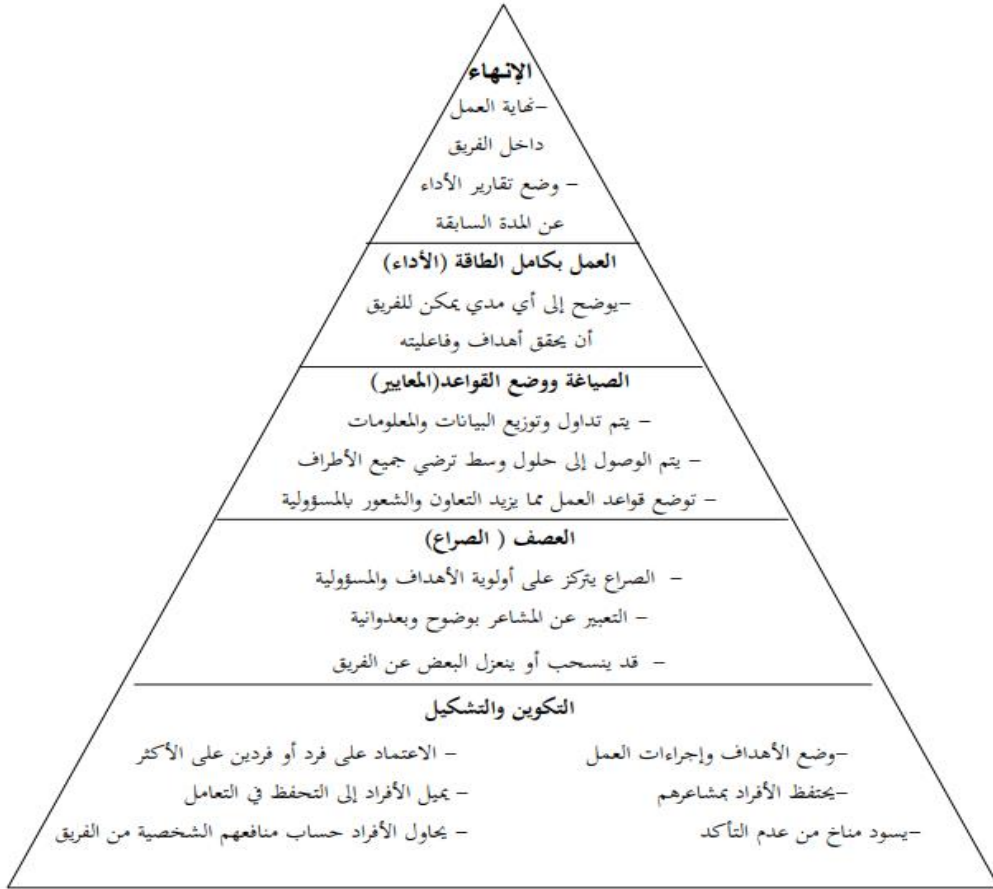 الإنهاء
–نهاية العمل
داخل الفريق
– وضع تقارير الأداء
عن المدة السابقة
العمل بكامل الطاقة (الأداء)
–يوضح إلى أي مدي يمكن للفريق
أن يحقق أهداف وفاعليته
الصياغة ووضع القواعد(المعايير)
– يتم تداول وتوزيع البيانات والمعلومات
– يتم الوصول إلى حلول وسط ترضي جميع الأطراف
– توضع قواعد العمل مما يزيد التعاون والشعور بالمسؤولية
العصف ( الصراع)
– الصراع يتركز على أولوية الأهداف والمسؤولية
– التعبير عن المشاعر بوضوح وبعدوانية
– قد ينسحب أو ينعزل البعض عن الفريق
التكوين والتشكيل
–وضع الأهداف وإجراءات العمل
–يحتفظ الأفراد بمشاعرهم
–يسود مناخ من عدم التأكد
– الاعتماد على فرد أو فردين على الأكثر
– يميل الأفراد إلى التحفظ في التعامل
– يحاول الأفراد حساب منافعهم الشخصية من الفريق